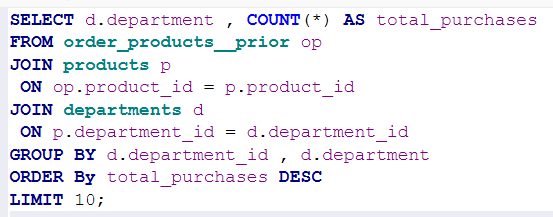 SELECT d.department , COUNT(*) AS total_purchases
FROM order_products__prior op
JOIN products p
ON op.product_id = p.product_id
JOIN departments d
ON p.department_id = d.department_id
GROUP BY d.department_id , d.department
ORDER By total_purchases DESC
LIMIT 10;